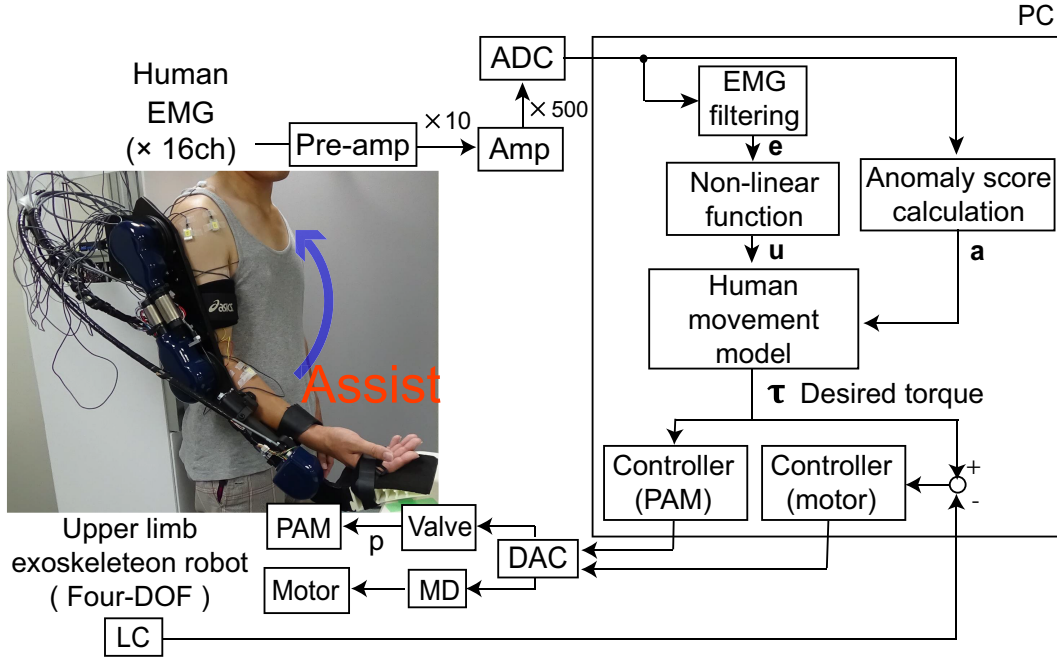 PC
Human
EMG
(× 16ch)
Pre-amp
×10
Amp
×500
ADC
EMG
filtering
e
Non-linear
function
u
Anomaly score
calculation
a
Human
movement
model
τ Desired torque
Controller
(PAM)
Controller
(motor)
+
-
asics
Assist
Upper limb
exoskeleteon robot
( Four-DOF )
PAM
p
Valve
DAC
Motor
MD
LC